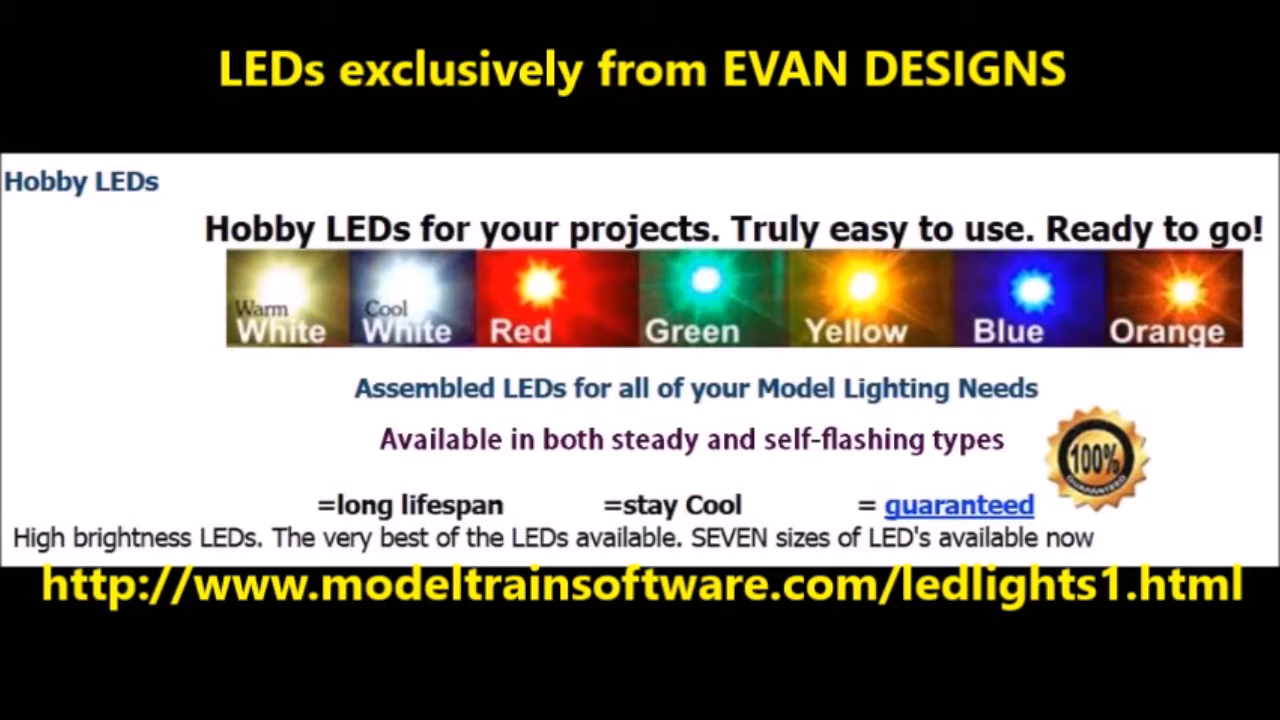 LEDs exclusively from EVAN DESIGNS
Hobby LEDs
Hobby LEDs for your projects. Truly easy to use. Ready to go!
Warm White Cool White Red Green Yellow Blue Orange
Assembled LEDs for all of your Model Lighting Needs
Available in both steady and self-flashing types
100%
GUARANTEED
=long lifespan =stay Cool = guaranteed
High brightness LEDs. The very best of the LEDs available. SEVEN sizes of LED's available now
http://www.modeltrainsoftware.com/ledlights1.html